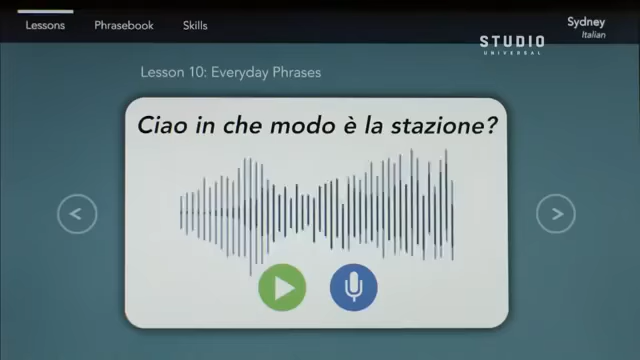 Lessons Phrasebook Skills
Sydney
Italian
STUDIO
UNIVERSAL
Lesson 10: Everyday Phrases
Ciao in che modo è la stazione?
< >